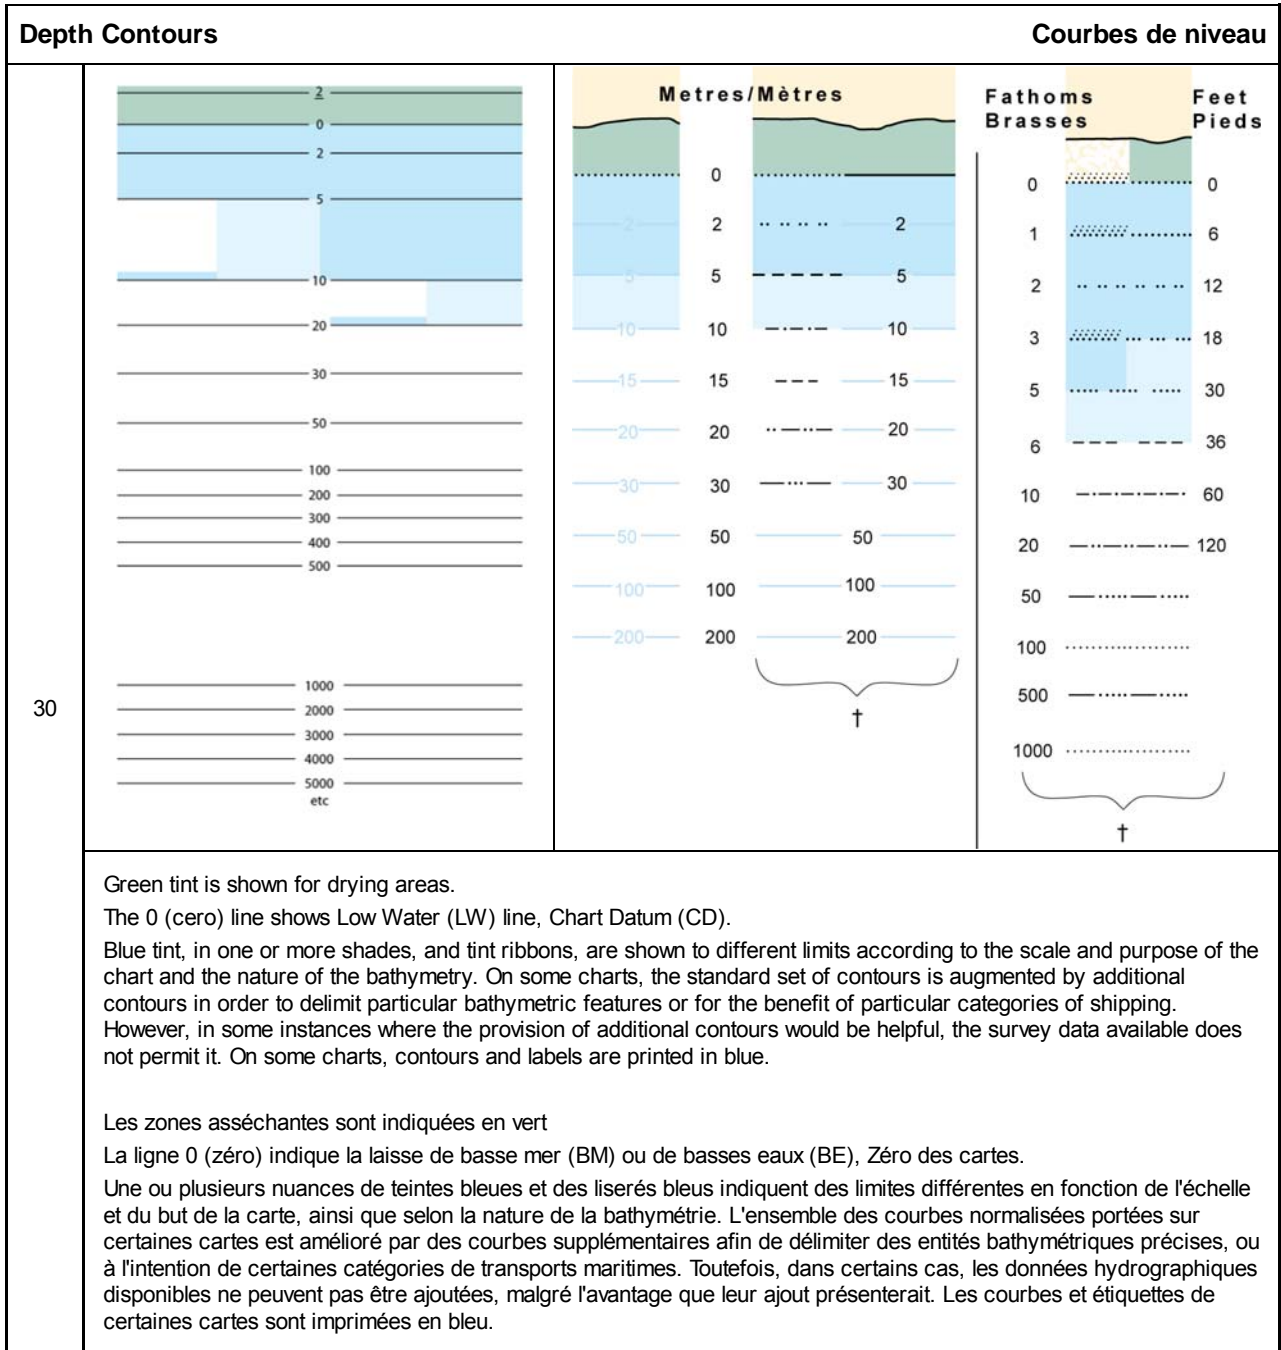 Depth Contours Courbes de niveau
30
2
0
2
5
10
20
30
50
100
200
300
400
500
1000
2000
3000
4000
5000
etc
Metres/Mètres
0
2 2 2
5 5 5
10 10 10
15 15 15
20 20 20
30 30 30
50 50 50
100 100 100
200 200 200
†
Fathoms Feet
Brasses Pieds
0 0
1 6
2 12
3 18
5 30
6 36
10 60
20 120
50
100
500
1000
†
Green tint is shown for drying areas.
The 0 (cero) line shows Low Water (LW) line, Chart Datum (CD).
Blue tint, in one or more shades, and tint ribbons, are shown to different limits according to the scale and purpose of the
chart and the nature of the bathymetry. On some charts, the standard set of contours is augmented by additional
contours in order to delimit particular bathymetric features or for the benefit of particular categories of shipping.
However, in some instances where the provision of additional contours would be helpful, the survey data available does
not permit it. On some charts, contours and labels are printed in blue.
Les zones asséchantes sont indiquées en vert
La ligne 0 (zéro) indique la laisse de basse mer (BM) ou de basses eaux (BE), Zéro des cartes.
Une ou plusieurs nuances de teintes bleues et des liserés bleus indiquent des limites différentes en fonction de l'échelle
et du but de la carte, ainsi que selon la nature de la bathymétrie. L'ensemble des courbes normalisées portées sur
certaines cartes est amélioré par des courbes supplémentaires afin de délimiter des entités bathymétriques précises, ou
à l'intention de certaines catégories de transports maritimes. Toutefois, dans certains cas, les données hydrographiques
disponibles ne peuvent pas être ajoutées, malgré l'avantage que leur ajout présenterait. Les courbes et étiquettes de
certaines cartes sont imprimées en bleu.